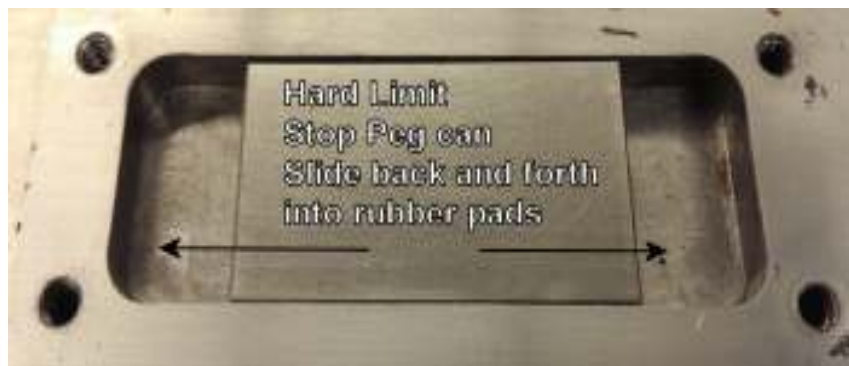 Hard Limit
Stop Peg can
Slide back and forth
into rubber pads